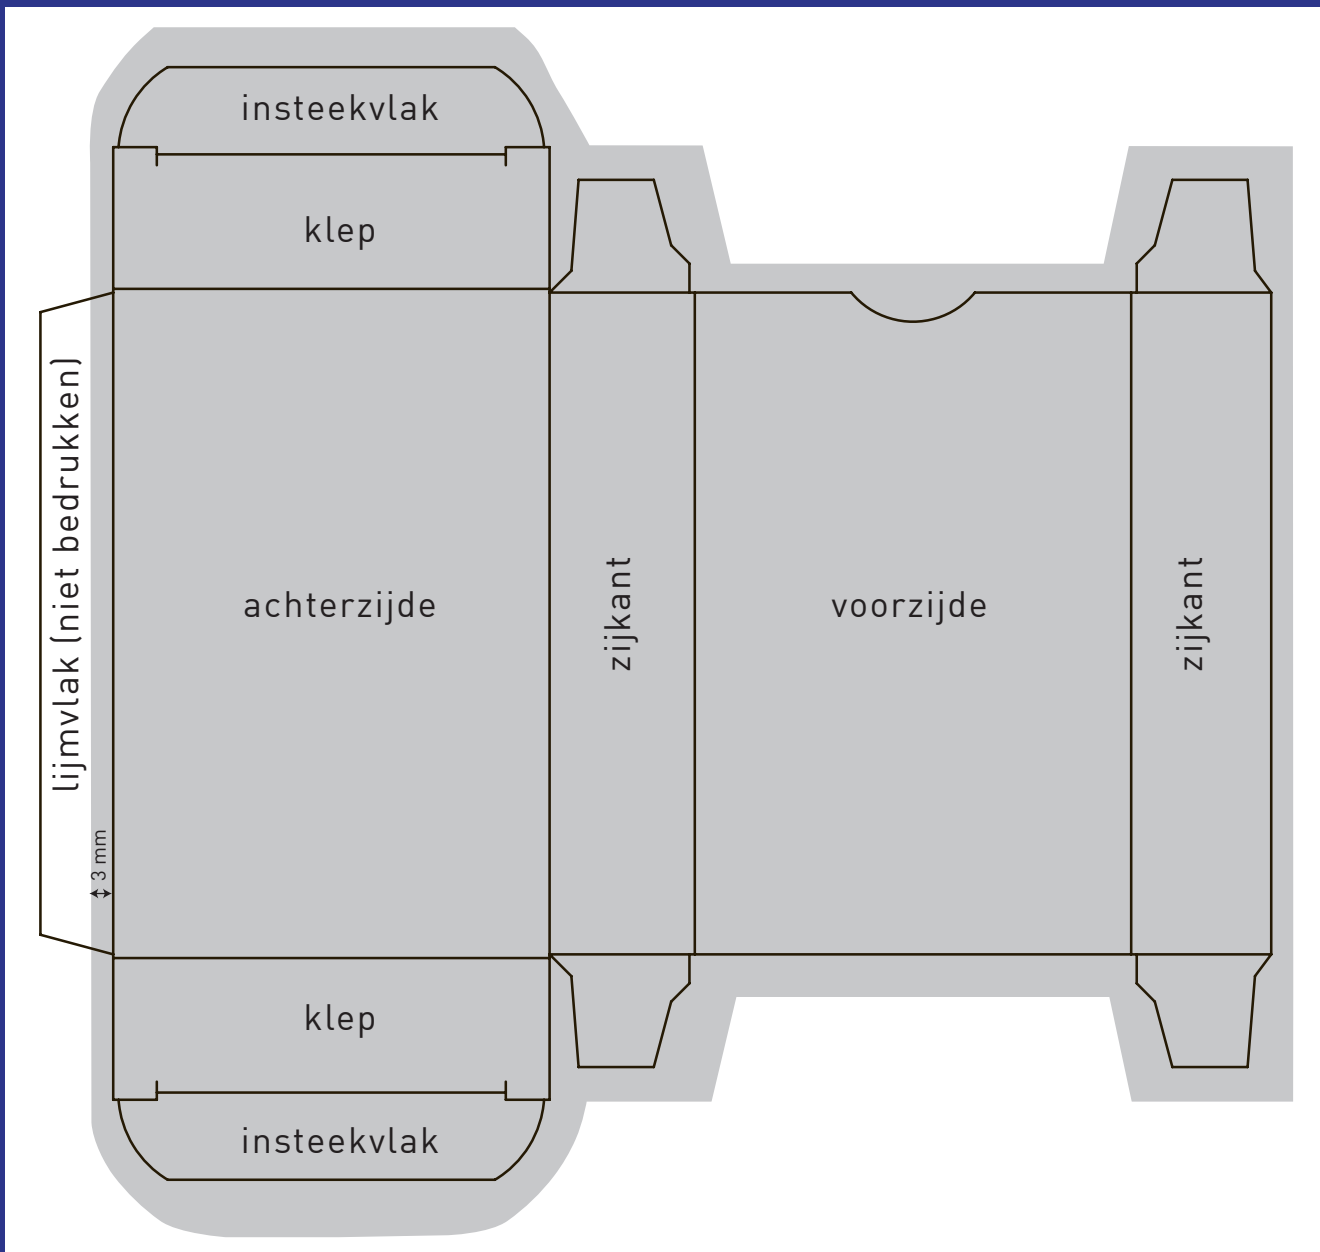 insteekvlak
klep
lijmvlak (niet bedrukken)
achterzijde
zijkant
voorzijde
zijkant
3 mm
klep
insteekvlak